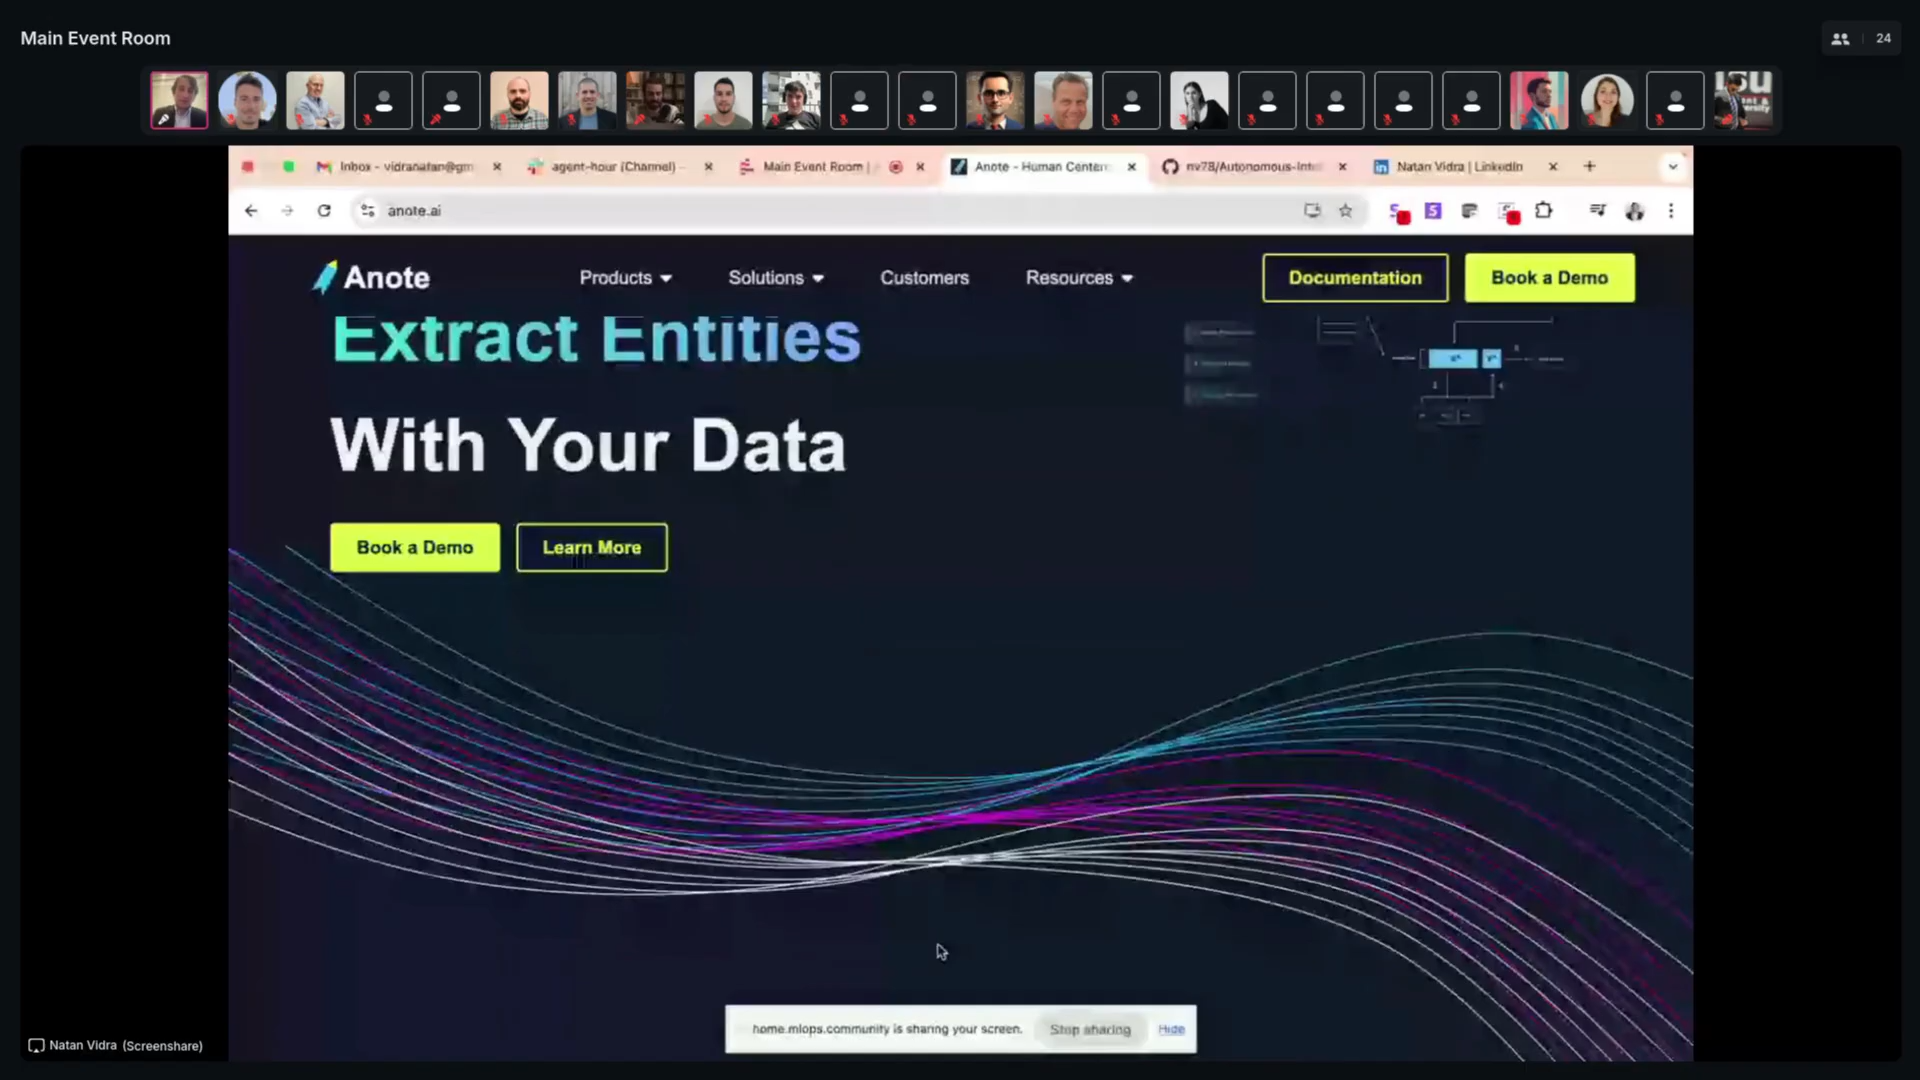 Main Event Room
24
Inbox - vidranatan@gm
agent-hour (Channel) -
Main Event Room |
Anote - Human Center
nv78/Autonomous-Inte
Natan Vidra | LinkedIn
anote.ai
Anote
Products
Solutions
Customers
Resources
Documentation
Book a Demo
Extract Entities
With Your Data
Book a Demo
Learn More
home.mlops.community is sharing your screen.
Stop sharing
Hide
Natan Vidra (Screenshare)